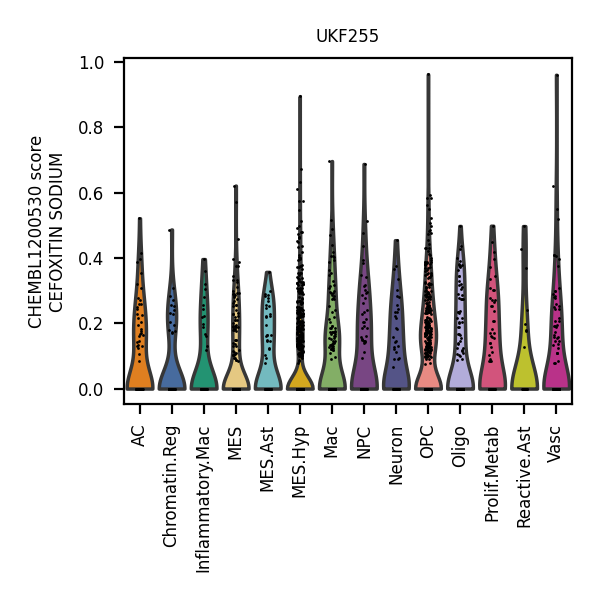 UKF255
CHEMBL1200530 score
CEFOXITIN SODIUM
1.0
0.8
0.6
0.4
0.2
0.0
AC
Chromatin.Reg
Inflammatory.Mac
MES
MES.Ast
MES.Hyp
Mac
NPC
Neuron
OPC
Oligo
Prolif.Metab
Reactive.Ast
Vasc